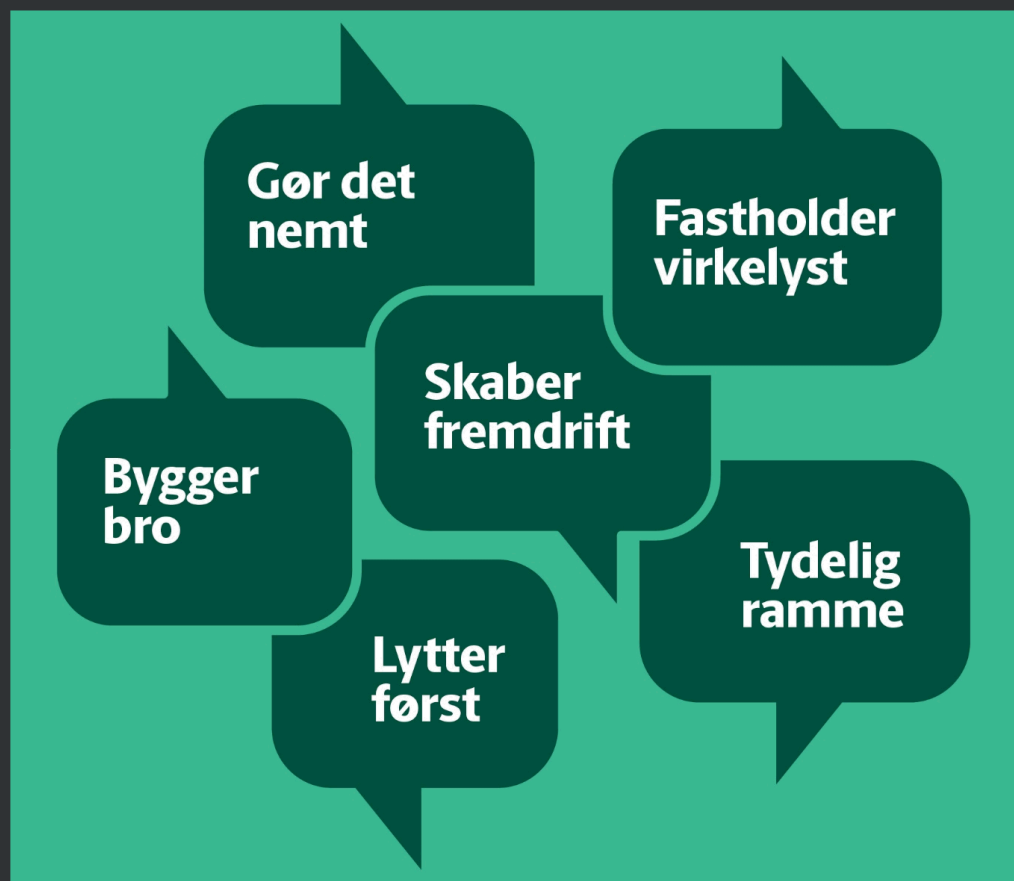 Gør det
nemt
Fastholder
virkelyst
Skaber
fremdrift
Bygger
bro
Tydelig
ramme
Lytter
først